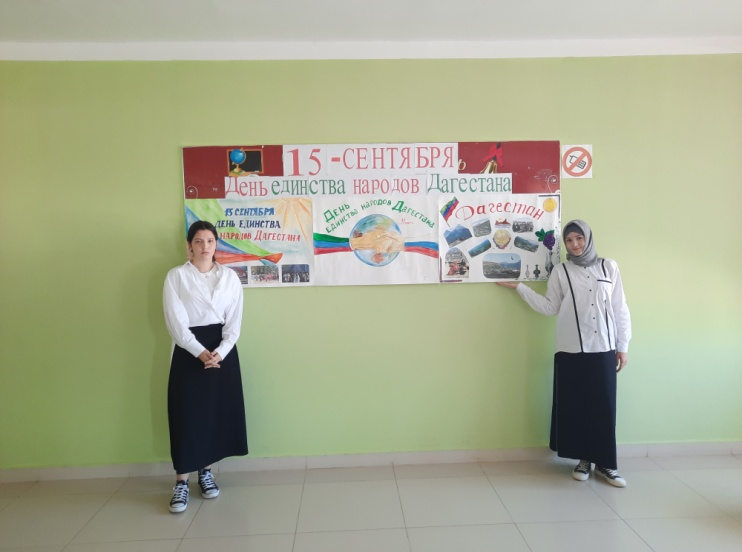 15 -СЕНТЯБРЯ
День единства народов Дагестана
15 СЕНТЯБРЯ
ДЕНЬ ЕДИНСТВА
НАРОДОВ ДАГЕСТАНА
ДЕНЬ
ЕДИНСТВА НАРОДОВ ДАГЕСТАНА
Дагестан